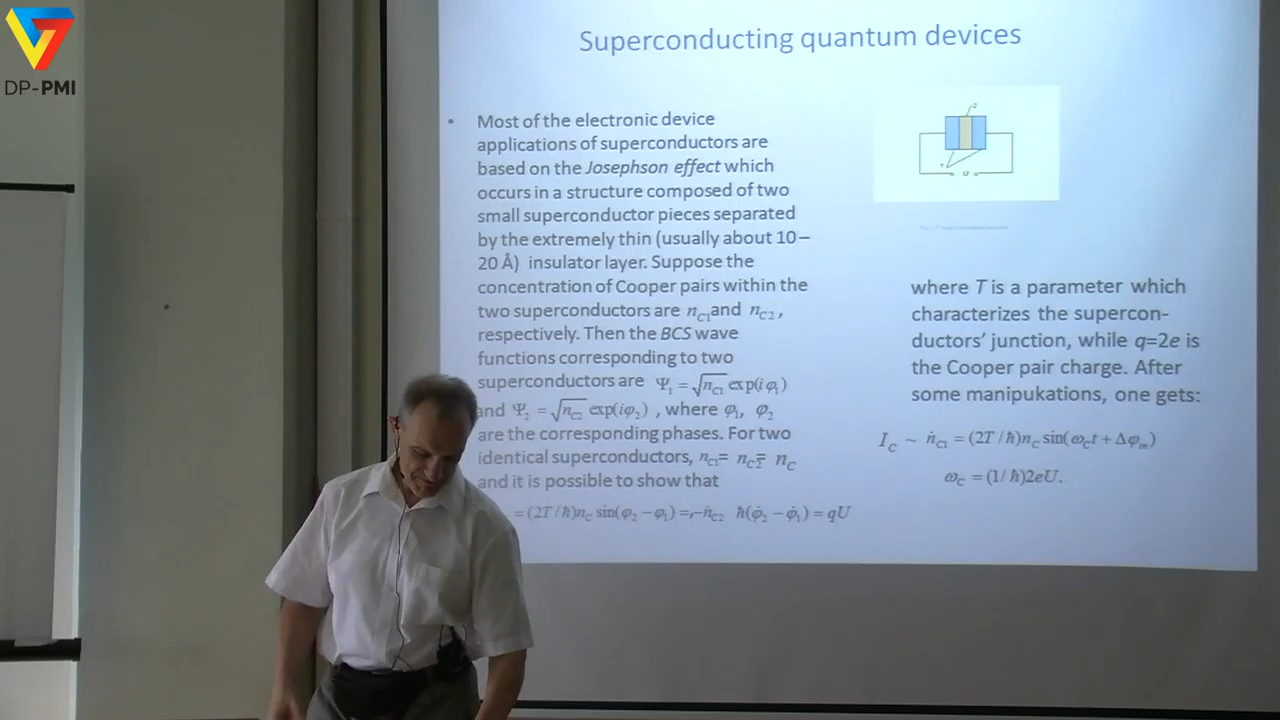 DP-PMI
Superconducting quantum devices
• Most of the electronic device
applications of superconductors are
based on the Josephson effect which
occurs in a structure composed of two
small superconductor pieces separated
by the extremely thin (usually about 10–
20 Å) insulator layer. Suppose the
concentration of Cooper pairs within the
two superconductors are n_C1 and n_C2 ,
respectively. Then the BCS wave
functions corresponding to two
superconductors are Ψ₁ = √n_C1 exp(iφ₁)
and Ψ₂ = √n_C2 exp(iφ₂) , where φ₁, φ₂
are the corresponding phases. For two
identical superconductors, n_C1= n_C2= n_C
and it is possible to show that
= (2T/ħ)n_C sin(φ₂ − φ₁) = −ṅ_C2 ħ(φ̇₂ − φ̇₁) = qU
2
U
where T is a parameter which
characterizes the supercon-
ductors’ junction, while q=2e is
the Cooper pair charge. After
some manipukations, one gets:
I_C ~ ṅ_C1 = (2T/ħ)n_C sin(ω_C t + Δφ_m)
ω_C = (1/ħ)2eU.